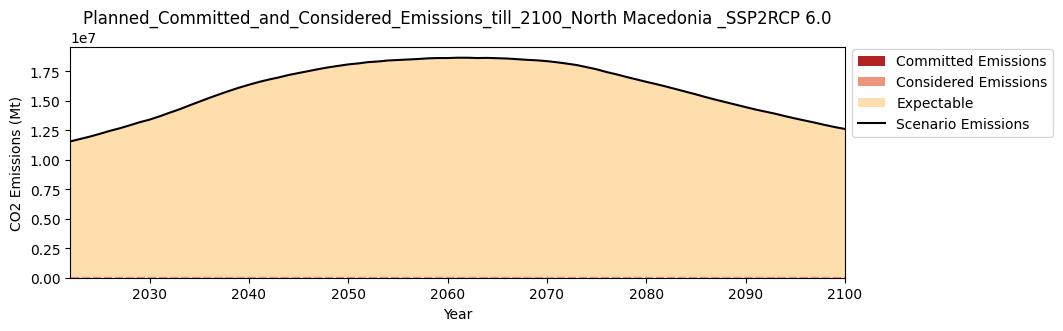 Planned_Committed_and_Considered_Emissions_till_2100_North Macedonia _SSP2RCP 6.0
1e7
1.75
1.50
1.25
1.00
0.75
0.50
0.25
0.00
CO2 Emissions (Mt)
2030 2040 2050 2060 2070 2080 2090 2100
Year
Committed Emissions
Considered Emissions
Expectable
Scenario Emissions